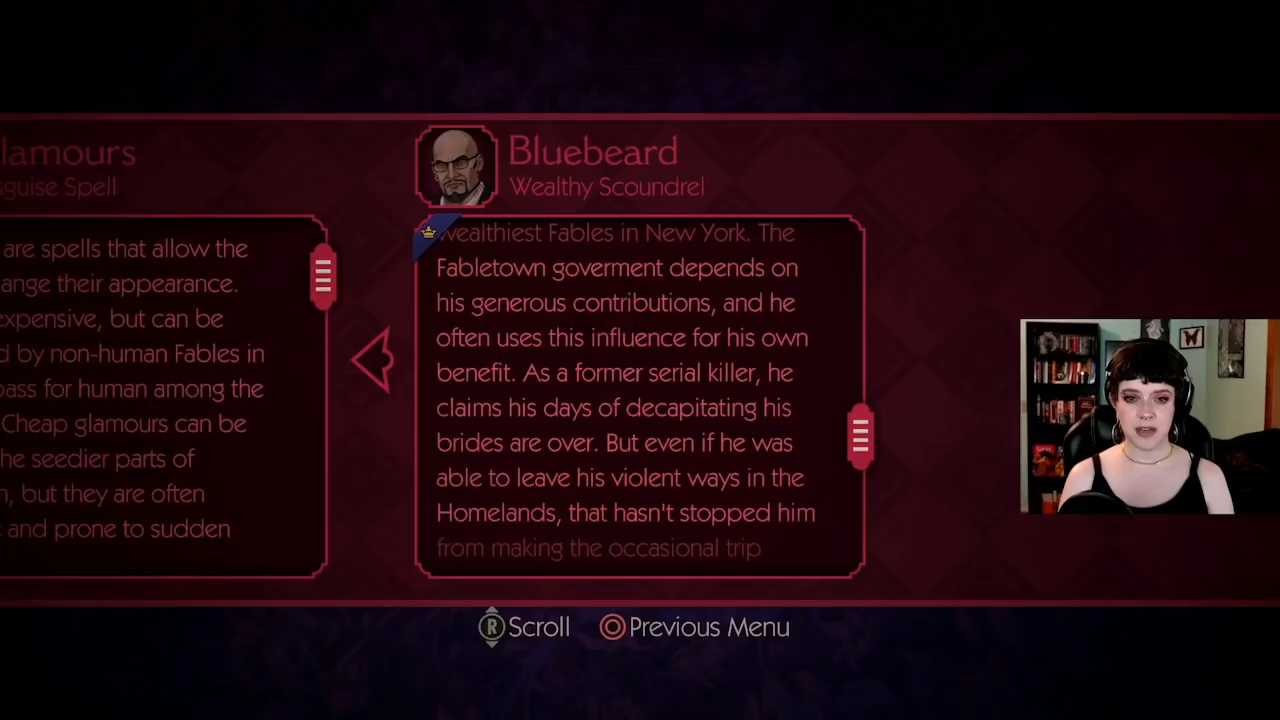 lamours
sguise Spell
are spells that allow the
ange their appearance.
expensive, but can be
d by non-human Fables in
pass for human among the
Cheap glamours can be
he seedier parts of
n, but they are often
and prone to sudden
Bluebeard
Wealthy Scoundrel
wealthiest Fables in New York. The
Fabletown goverment depends on
his generous contributions, and he
often uses this influence for his own
benefit. As a former serial killer, he
claims his days of decapitating his
brides are over. But even if he was
able to leave his violent ways in the
Homelands, that hasn't stopped him
from making the occasional trip
R Scroll Previous Menu